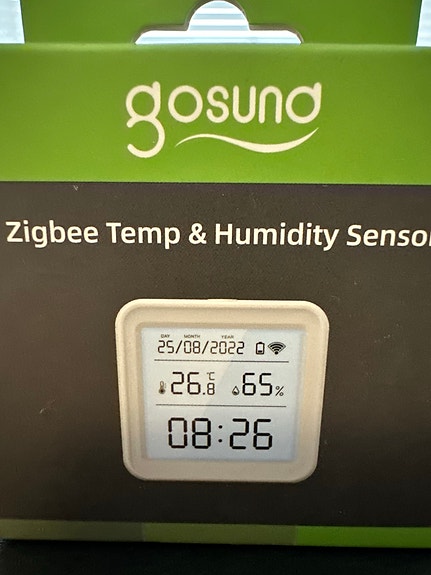 gosund
Zigbee Temp & Humidity Sensor
DAY MONTH YEAR
25/08/2022
26.8 °C 65%
08:26